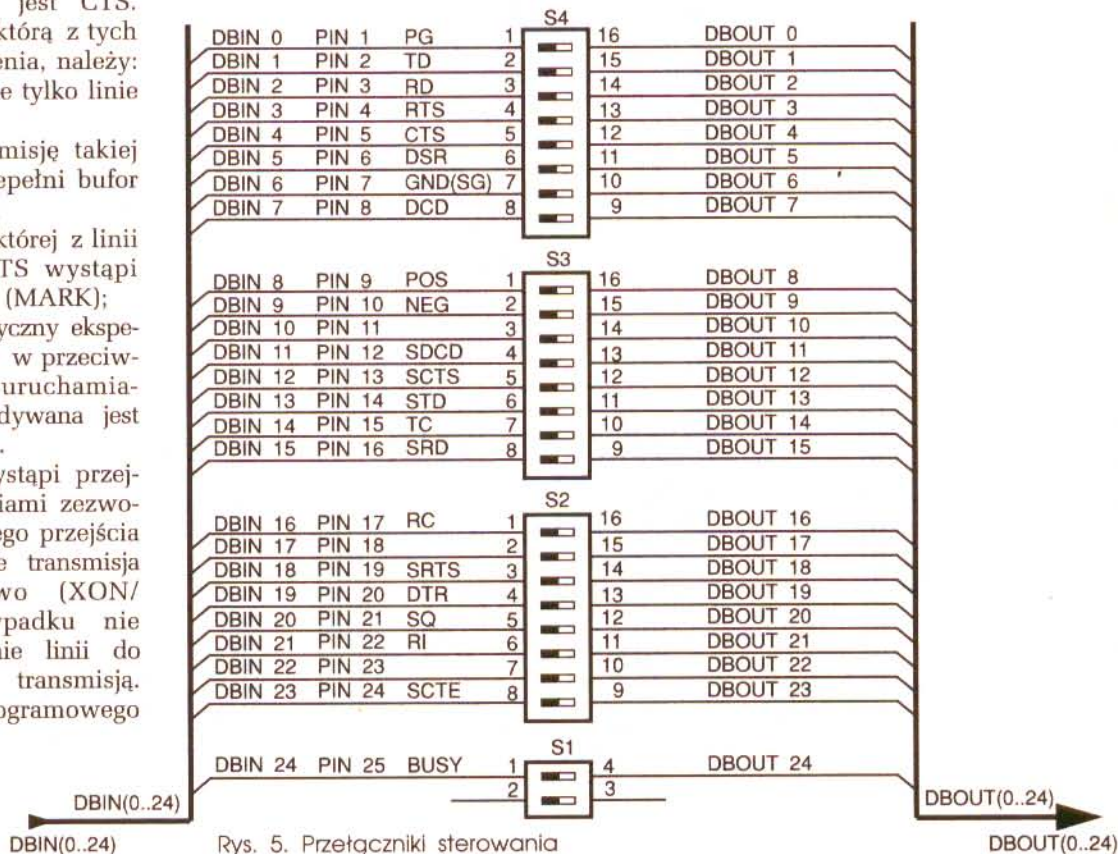 jest CTS.
którą z tych
enia, należy:
e tylko linie
misję takiej
epełni bufor
której z linii
TS wystąpi
(MARK);
yczny ekspe-
w przeciw-
uruchamia-
dywana jest
ystąpi przej-
iami zezwo-
ego przejścia
e transmisja
wo (XON/
ypadku nie
nie linii do
transmisją.
ogramowego
S4
DBIN 0 PIN 1 PG 1 16 DBOUT 0
DBIN 1 PIN 2 TD 2 15 DBOUT 1
DBIN 2 PIN 3 RD 3 14 DBOUT 2
DBIN 3 PIN 4 RTS 4 13 DBOUT 3
DBIN 4 PIN 5 CTS 5 12 DBOUT 4
DBIN 5 PIN 6 DSR 6 11 DBOUT 5
DBIN 6 PIN 7 GND(SG) 7 10 DBOUT 6
DBIN 7 PIN 8 DCD 8 9 DBOUT 7
S3
DBIN 8 PIN 9 POS 1 16 DBOUT 8
DBIN 9 PIN 10 NEG 2 15 DBOUT 9
DBIN 10 PIN 11 3 14 DBOUT 10
DBIN 11 PIN 12 SDCD 4 13 DBOUT 11
DBIN 12 PIN 13 SCTS 5 12 DBOUT 12
DBIN 13 PIN 14 STD 6 11 DBOUT 13
DBIN 14 PIN 15 TC 7 10 DBOUT 14
DBIN 15 PIN 16 SRD 8 9 DBOUT 15
S2
DBIN 16 PIN 17 RC 1 16 DBOUT 16
DBIN 17 PIN 18 2 15 DBOUT 17
DBIN 18 PIN 19 SRTS 3 14 DBOUT 18
DBIN 19 PIN 20 DTR 4 13 DBOUT 19
DBIN 20 PIN 21 SQ 5 12 DBOUT 20
DBIN 21 PIN 22 RI 6 11 DBOUT 21
DBIN 22 PIN 23 7 10 DBOUT 22
DBIN 23 PIN 24 SCTE 8 9 DBOUT 23
S1
DBIN 24 PIN 25 BUSY 1 4 DBOUT 24
2 3
DBIN(0..24) DBOUT(0..24)
DBIN(0..24) DBOUT(0..24)
Rys. 5. Przełączniki sterowania